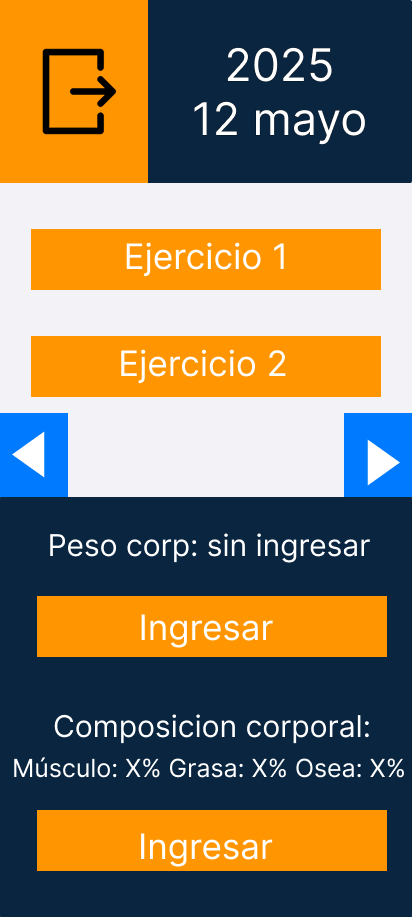 2025
12 mayo
Ejercicio 1
Ejercicio 2
Peso corp: sin ingresar
Ingresar
Composicion corporal:
Músculo: X% Grasa: X% Osea: X%
Ingresar